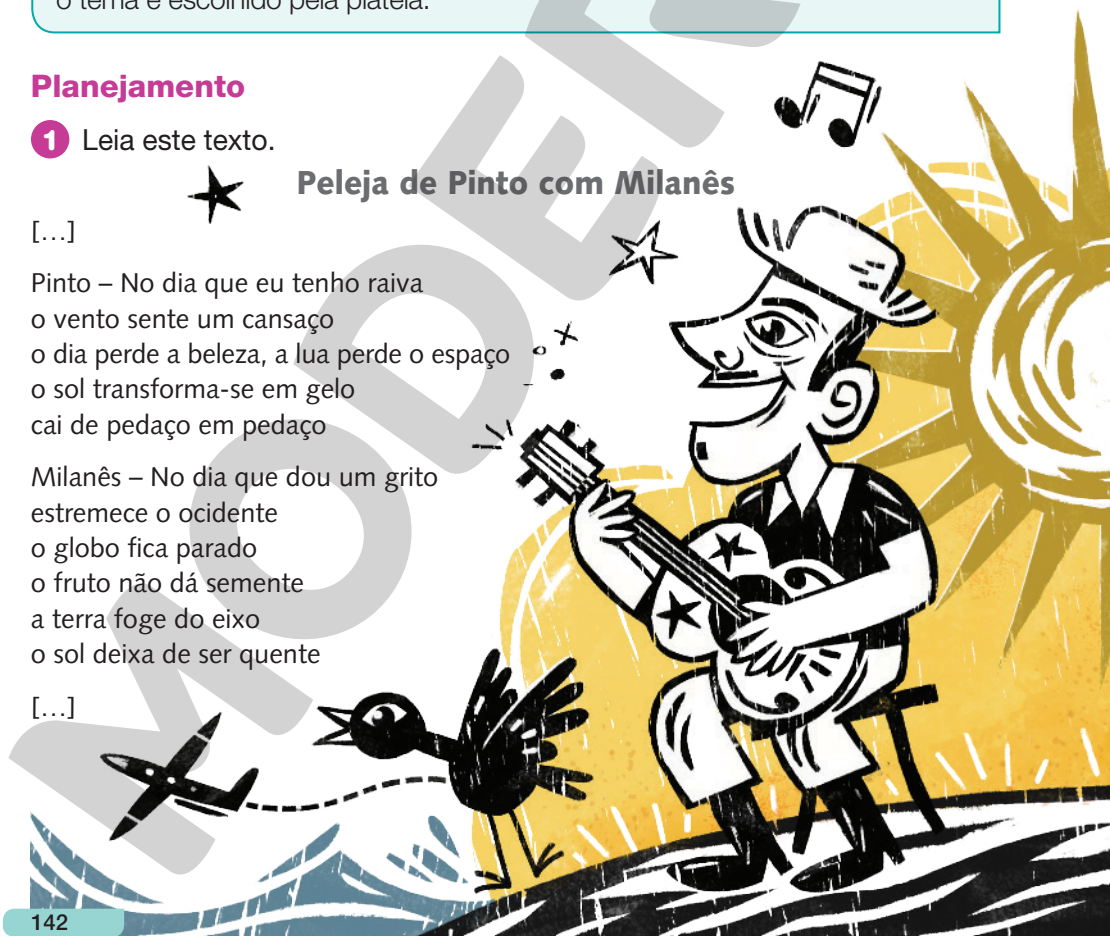 o tema é escolhido pela plateia.
Planejamento
1 Leia este texto.
Peleja de Pinto com Milanês
[…]
Pinto – No dia que eu tenho raiva
o vento sente um cansaço
o dia perde a beleza, a lua perde o espaço
o sol transforma-se em gelo
cai de pedaço em pedaço
Milanês – No dia que dou um grito
estremece o ocidente
o globo fica parado
o fruto não dá semente
a terra foge do eixo
o sol deixa de ser quente
[…]
142
MODER